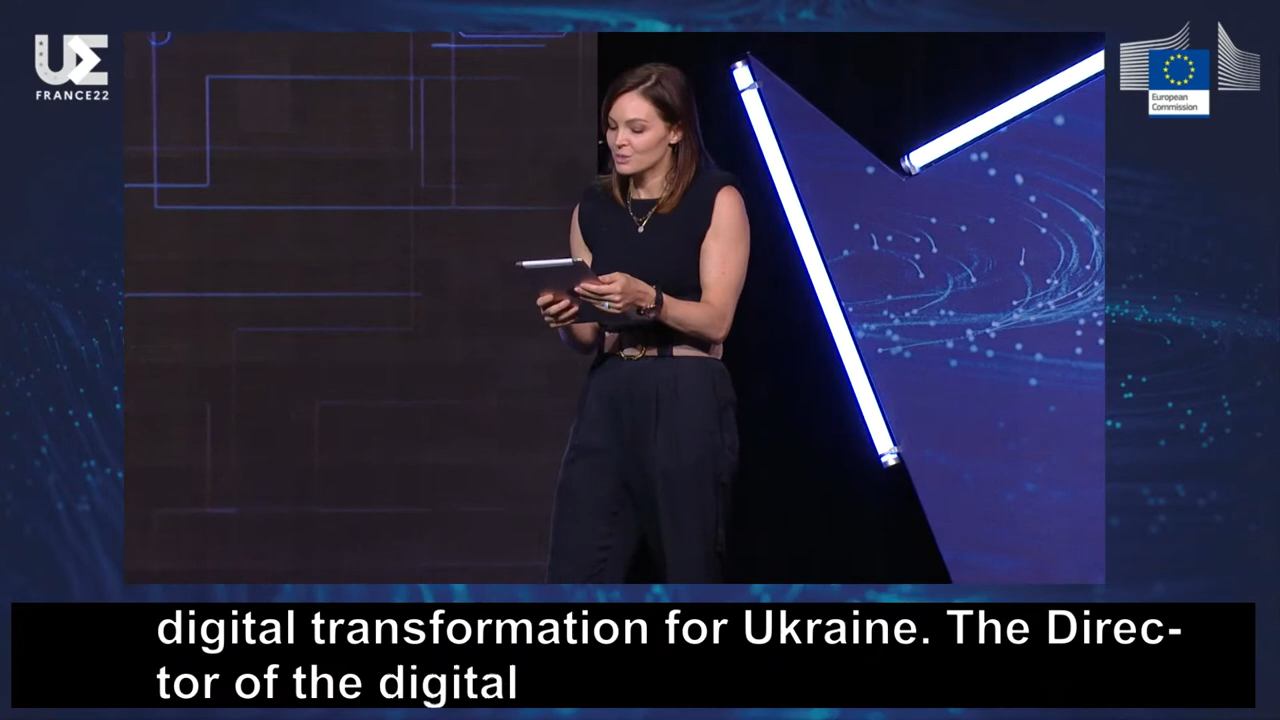 UE
FRANCE22
European
Commission
digital transformation for Ukraine. The Direc-
tor of the digital